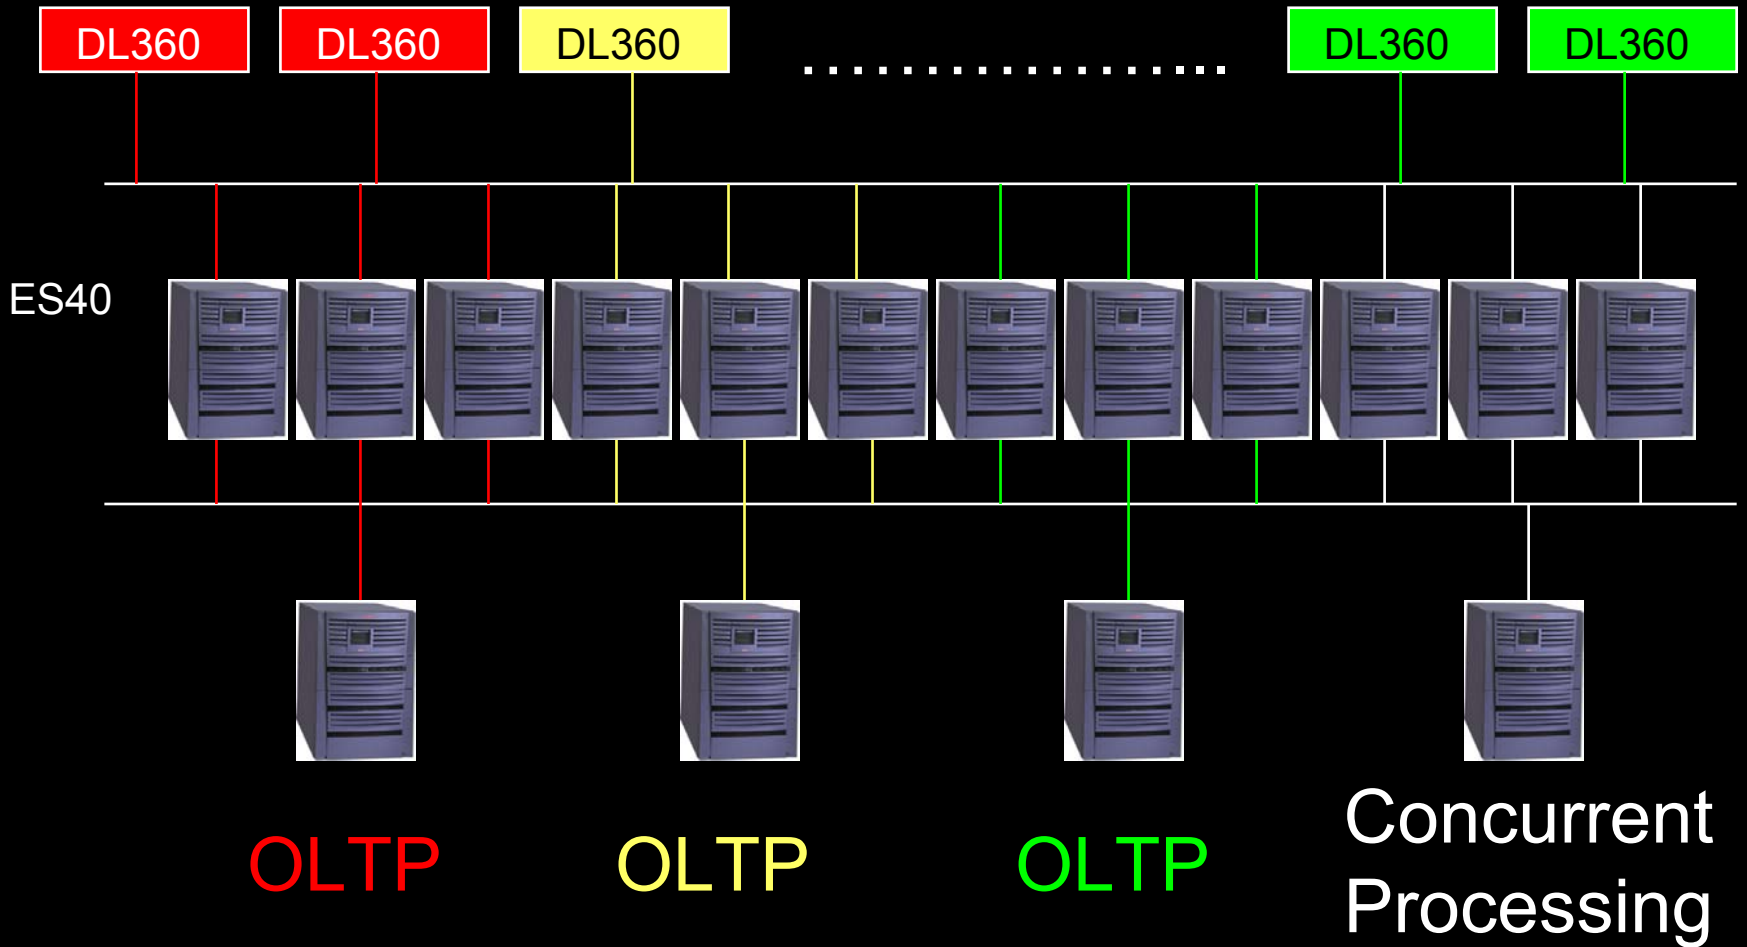 DL360 DL360 DL360 DL360 DL360
ES40
OLTP OLTP OLTP
Concurrent
Processing